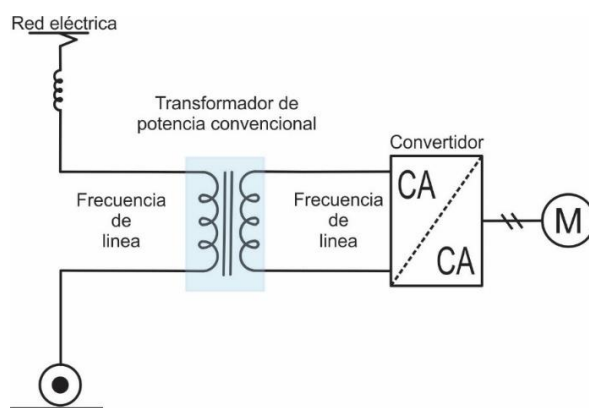 Red eléctrica
Transformador de
potencia convencional
Convertidor
Frecuencia
de
linea
Frecuencia
de
linea
CA
CA
M